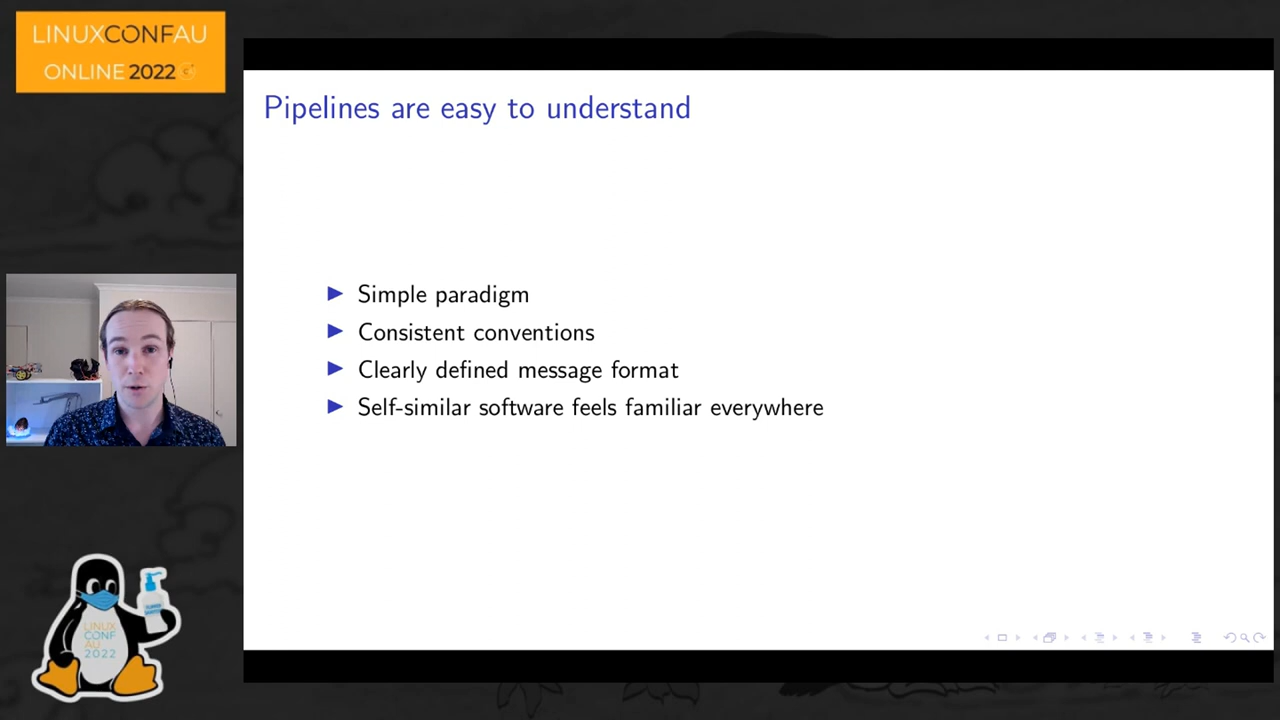 LINUXCONFAU
ONLINE 2022
Pipelines are easy to understand
Simple paradigm
Consistent conventions
Clearly defined message format
Self-similar software feels familiar everywhere
LINUX
CONF
AU
2022